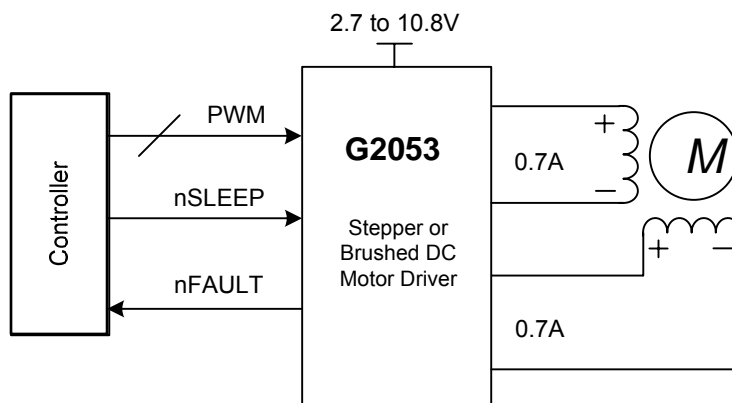 2.7 to 10.8V
Controller
PWM
nSLEEP
nFAULT
G2053
Stepper or
Brushed DC
Motor Driver
+
0.7A
−
M
+ −
0.7A